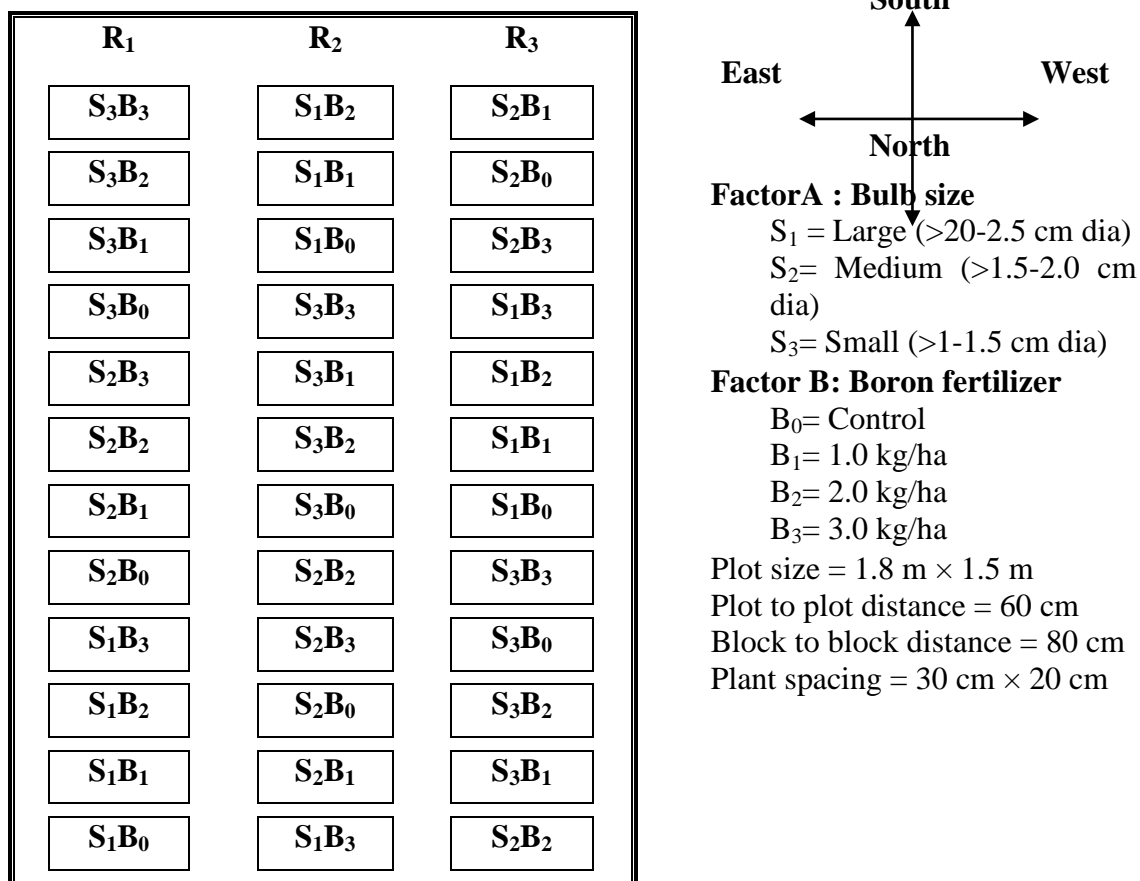 South
R₁ R₂ R₃
East West
S₃B₃ S₁B₂ S₂B₁
North
S₃B₂ S₁B₁ S₂B₀
FactorA : Bulb size
S₃B₁ S₁B₀ S₂B₃
S₁ = Large (>20-2.5 cm dia)
S₂= Medium (>1.5-2.0 cm
dia)
S₃B₀ S₃B₃ S₁B₃
S₃= Small (>1-1.5 cm dia)
S₂B₃ S₃B₁ S₁B₂
Factor B: Boron fertilizer
B₀= Control
S₂B₂ S₃B₂ S₁B₁
B₁= 1.0 kg/ha
B₂= 2.0 kg/ha
S₂B₁ S₃B₀ S₁B₀
B₃= 3.0 kg/ha
S₂B₀ S₂B₂ S₃B₃
Plot size = 1.8 m × 1.5 m
Plot to plot distance = 60 cm
S₁B₃ S₂B₃ S₃B₀
Block to block distance = 80 cm
Plant spacing = 30 cm × 20 cm
S₁B₂ S₂B₀ S₃B₂
S₁B₁ S₂B₁ S₃B₁
S₁B₀ S₁B₃ S₂B₂